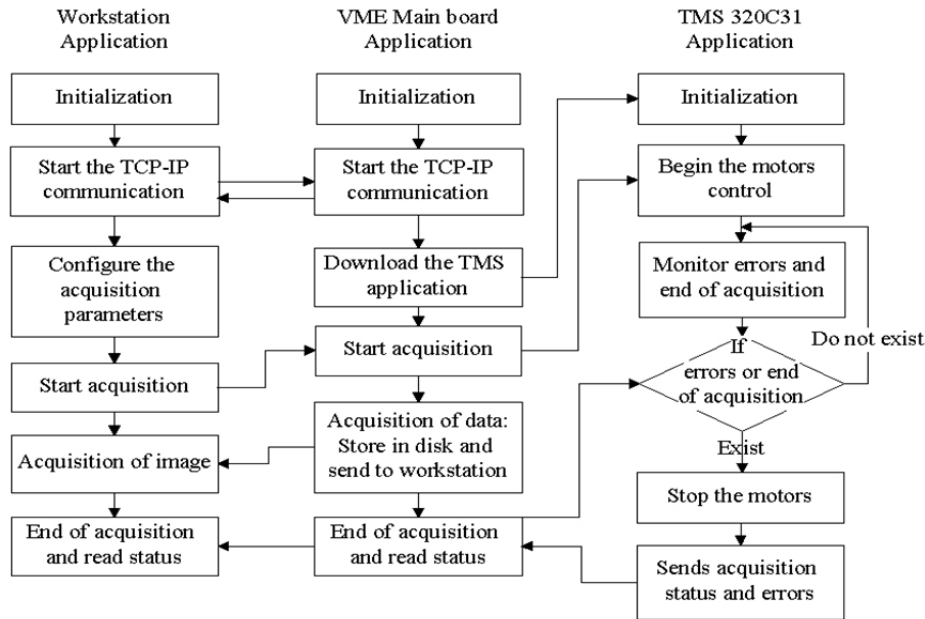 Workstation
Application
Initialization
Start the TCP-IP
communication
Configure the
acquisition
parameters
Start acquisition
Acquisition of image
End of acquisition
and read status
VME Main board
Application
Initialization
Start the TCP-IP
communication
Download the TMS
application
Start acquisition
Acquisition of data:
Store in disk and
send to workstation
End of acquisition
and read status
TMS 320C31
Application
Initialization
Begin the motors
control
Monitor errors and
end of acquisition
Do not exist
If
errors or end
of acquisition
Exist
Stop the motors
Sends acquisition
status and errors